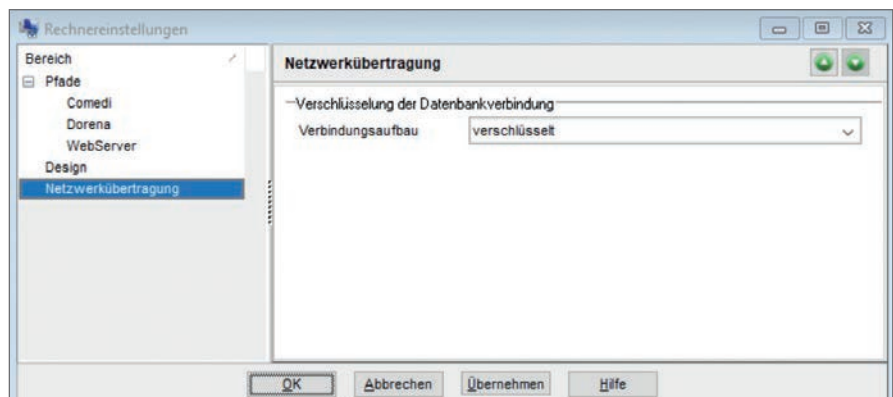 Rechnereinstellungen
Bereich
Pfade
Comedi
Dorena
WebServer
Design
Netzwerkübertragung
Netzwerkübertragung
Verschlüsselung der Datenbankverbindung
Verbindungsaufbau verschlüsselt
OK Abbrechen Übernehmen Hilfe